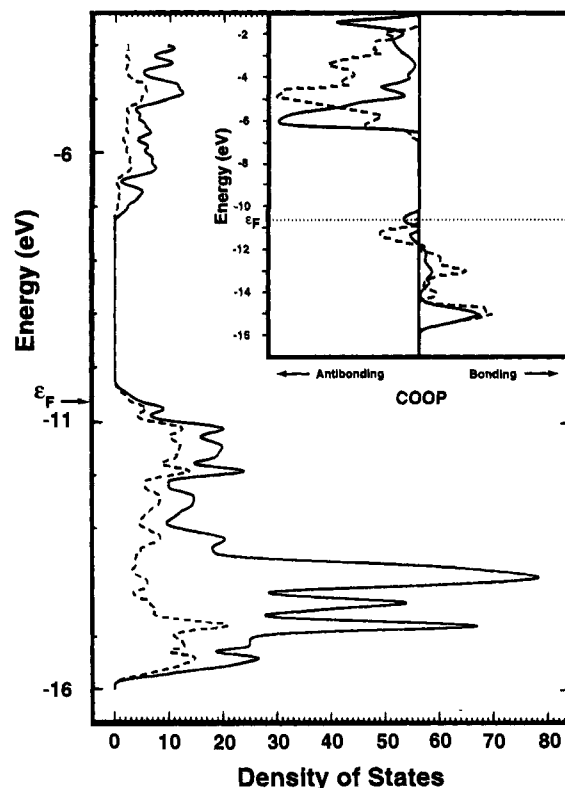 -2
-4
-6
-8
-10
εF
-12
-14
-16
Energy (eV)
Antibonding
Bonding
COOP
-6
εF
-11
-16
Energy (eV)
0 10 20 30 40 50 60 70 80
Density of States